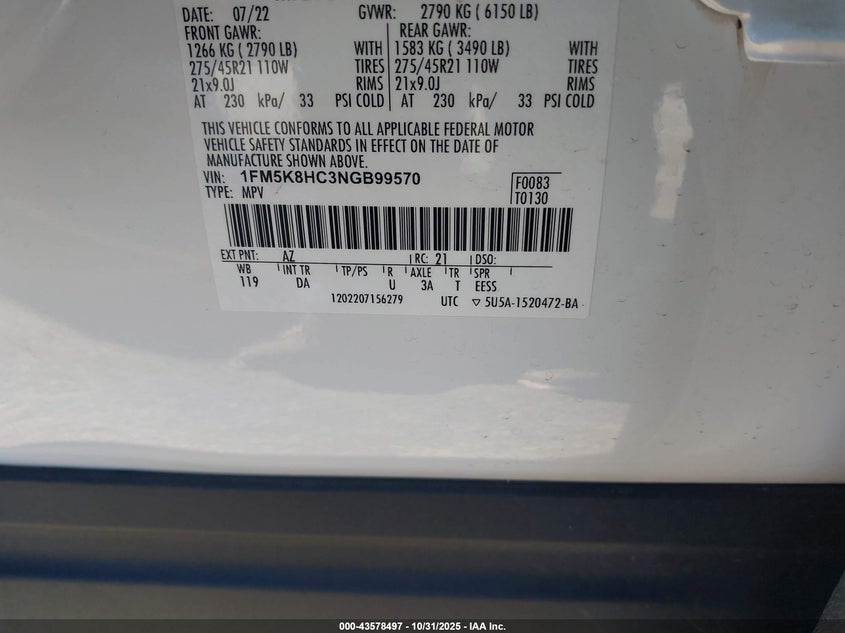 DATE: 07/22 GVWR: 2790 KG ( 6150 LB)
FRONT GAWR: REAR GAWR:
1266 KG ( 2790 LB) WITH 1583 KG ( 3490 LB) WITH
275/45R21 110W TIRES 275/45R21 110W TIRES
21x9.0J RIMS 21x9.0J RIMS
AT 230 kPa/ 33 PSI COLD AT 230 kPa/ 33 PSI COLD
THIS VEHICLE CONFORMS TO ALL APPLICABLE FEDERAL MOTOR
VEHICLE SAFETY STANDARDS IN EFFECT ON THE DATE OF
MANUFACTURE SHOWN ABOVE.
VIN: 1FM5K8HC3NGB99570 F0083
TYPE: MPV T0130
EXT PNT: AZ RC: 21 DSO:
WB INT TR TP/PS R AXLE TR SPR
119 DA U 3A T EESS
1202207156279 UTC ▽ 5U5A-1520472-BA
000-43578497 - 10/31/2025 - IAA Inc.